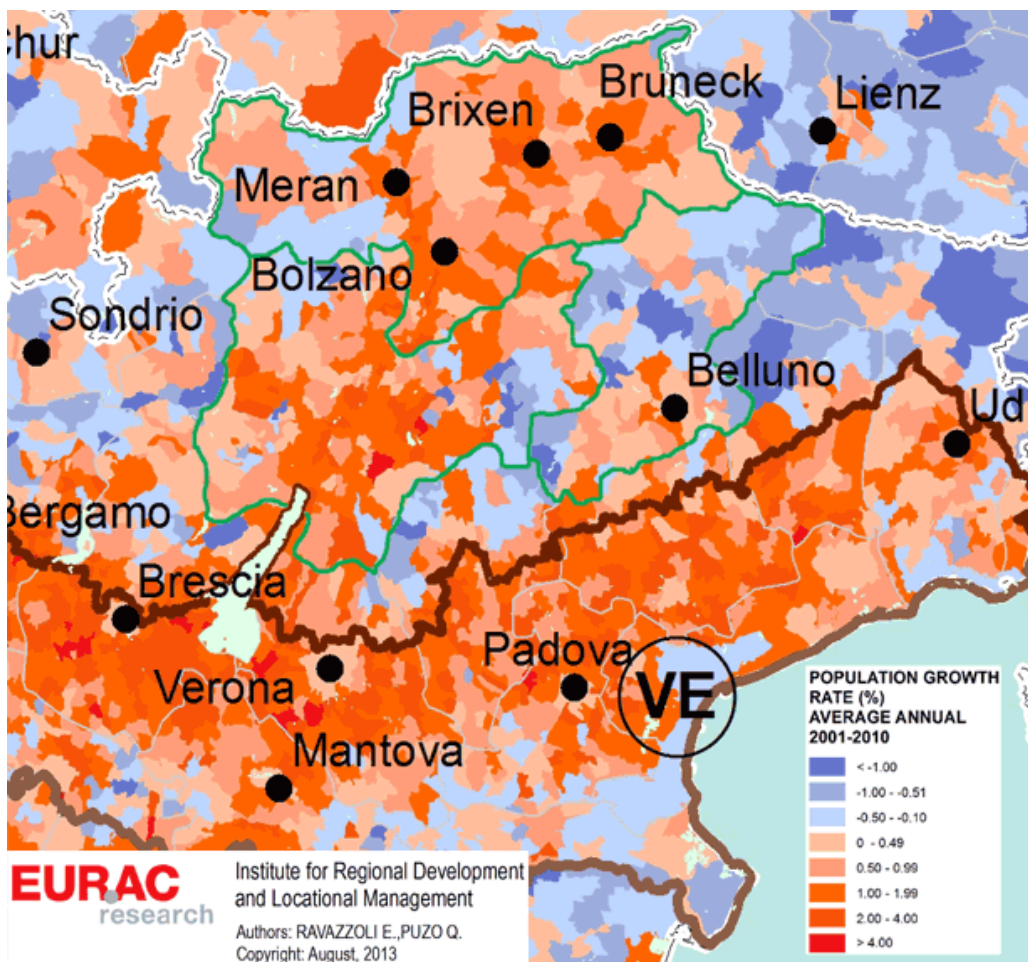 Chur
Brixen
Bruneck
Lienz
Meran
Bolzano
Sondrio
Belluno
Ud
Bergamo
Brescia
Verona
Padova
VE
Mantova
POPULATION GROWTH
RATE (%)
AVERAGE ANNUAL
2001-2010
< -1.00
-1.00 - -0.51
-0.50 - -0.10
0 - 0.49
0.50 - 0.99
1.00 - 1.99
2.00 - 4.00
> 4.00
EURAC
research
Institute for Regional Development
and Locational Management
Authors: RAVAZZOLI E.,PUZO Q.
Copyright: August, 2013